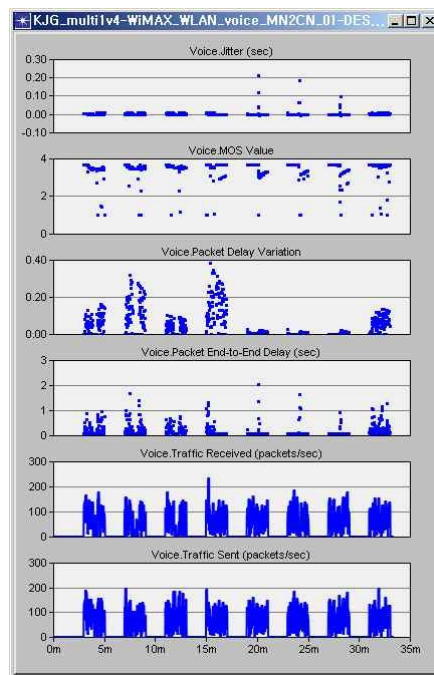 KJG_multi1v4-WiMAX_WLAN_voice_MN2CN_01-DES...
Voice.Jitter (sec)
0.30
0.20
0.10
0.00
-0.10
Voice.MOS Value
4
2
0
Voice.Packet Delay Variation
0.40
0.20
0.00
Voice.Packet End-to-End Delay (sec)
3
2
1
0
Voice.Traffic Received (packets/sec)
300
200
100
0
Voice.Traffic Sent (packets/sec)
300
200
100
0
0m 5m 10m 15m 20m 25m 30m 35m